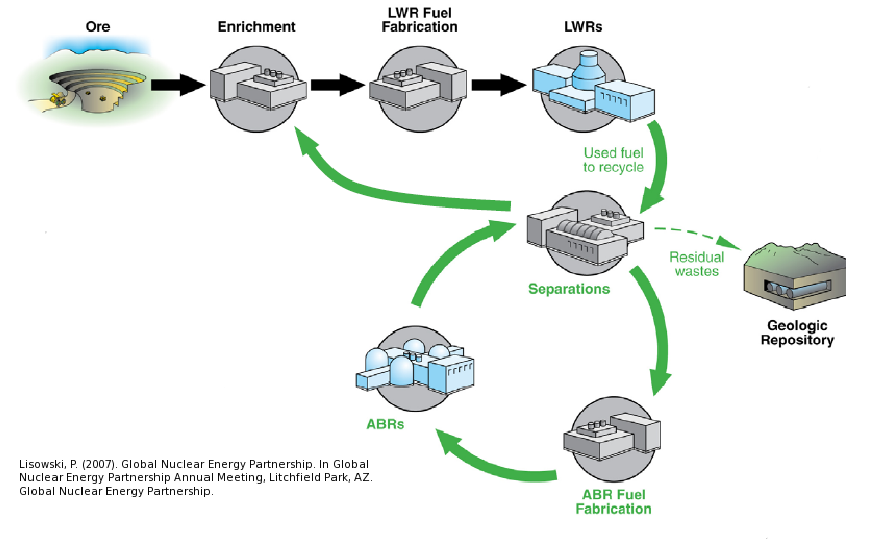 Ore
Enrichment
LWR Fuel
Fabrication
LWRs
Used fuel
to recycle
Separations
Residual
wastes
Geologic
Repository
ABRs
ABR Fuel
Fabrication
Lisowski, P. (2007). Global Nuclear Energy Partnership. In Global
Nuclear Energy Partnership Annual Meeting, Litchfield Park, AZ.
Global Nuclear Energy Partnership.